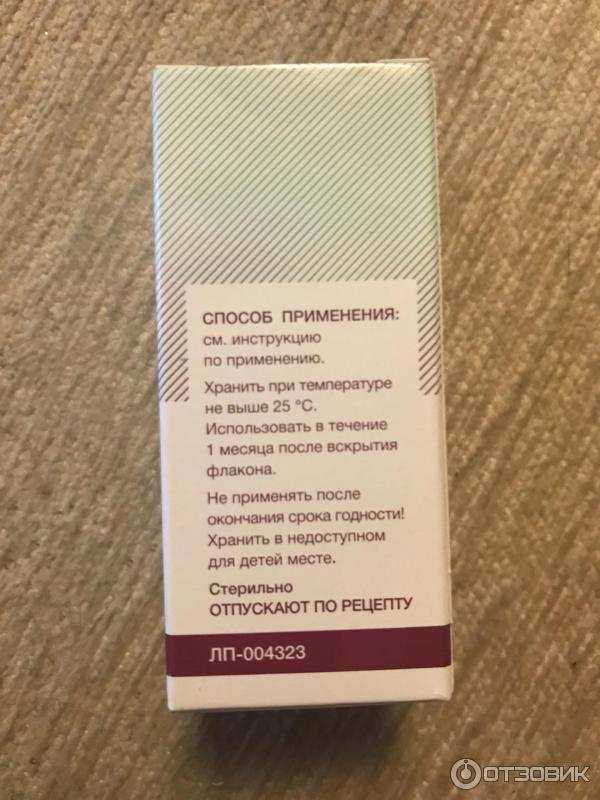 СПОСОБ ПРИМЕНЕНИЯ:
см. инструкцию
по применению.
Хранить при температуре
не выше 25 °С.
Использовать в течение
1 месяца после вскрытия
флакона.
Не применять после
окончания срока годности!
Хранить в недоступном
для детей месте.
Стерильно
ОТПУСКАЮТ ПО РЕЦЕПТУ
ЛП-004323
ОТЗОВИК